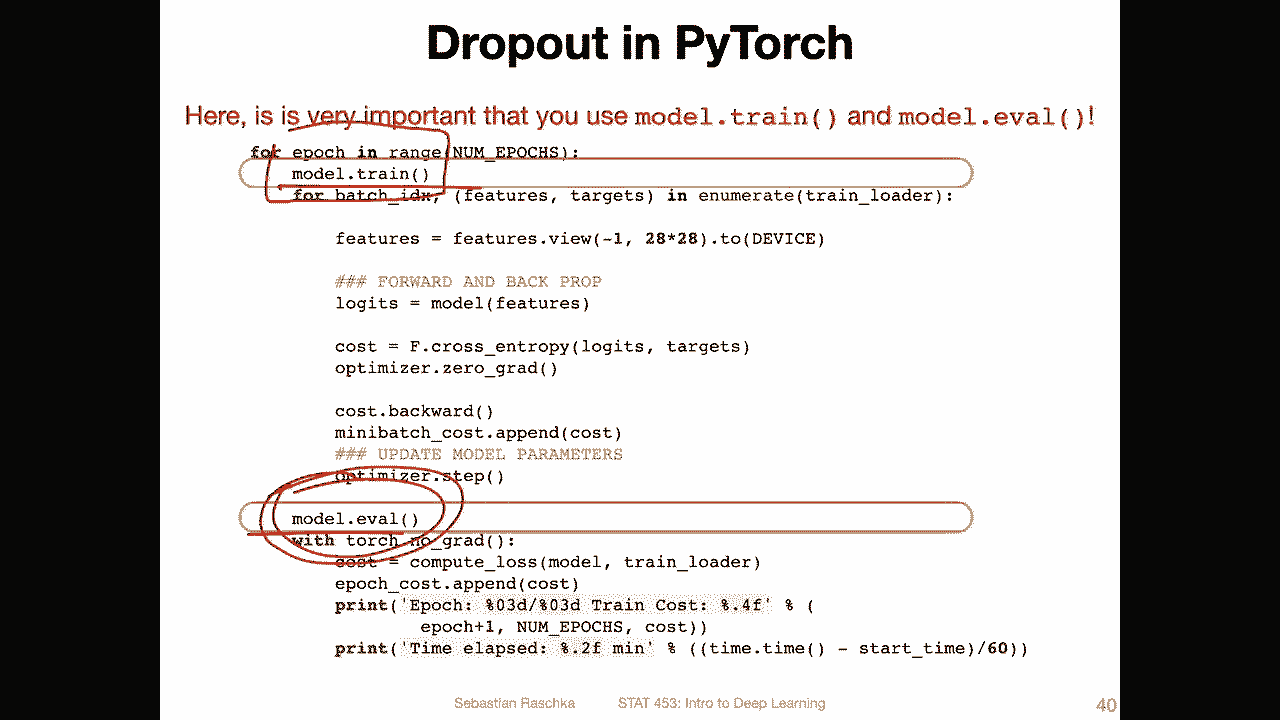 Dropout in PyTorch
Here, is is very important that you use model.train() and model.eval()!
for epoch in range(NUM_EPOCHS):
model.train()
for batch_idx, (features, targets) in enumerate(train_loader):
features = features.view(-1, 28*28).to(DEVICE)
### FORWARD AND BACK PROP
logits = model(features)
cost = F.cross_entropy(logits, targets)
optimizer.zero_grad()
cost.backward()
minibatch_cost.append(cost)
### UPDATE MODEL PARAMETERS
optimizer.step()
model.eval()
with torch.no_grad():
cost = compute_loss(model, train_loader)
epoch_cost.append(cost)
print('Epoch: %03d/%03d Train Cost: %.4f' % (
epoch+1, NUM_EPOCHS, cost))
print('Time elapsed: %.2f min' % ((time.time() - start_time)/60))
Sebastian Raschka STAT 453: Intro to Deep Learning 40